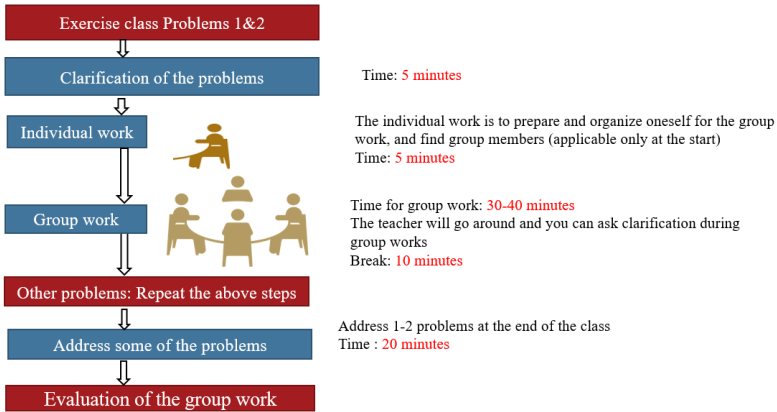 Exercise class Problems 1&2
Clarification of the problems
Time: 5 minutes
Individual work
The individual work is to prepare and organize oneself for the group
work, and find group members (applicable only at the start)
Time: 5 minutes
Group work
Time for group work: 30-40 minutes
The teacher will go around and you can ask clarification during
group works
Break: 10 minutes
Other problems: Repeat the above steps
Address some of the problems
Address 1-2 problems at the end of the class
Time : 20 minutes
Evaluation of the group work